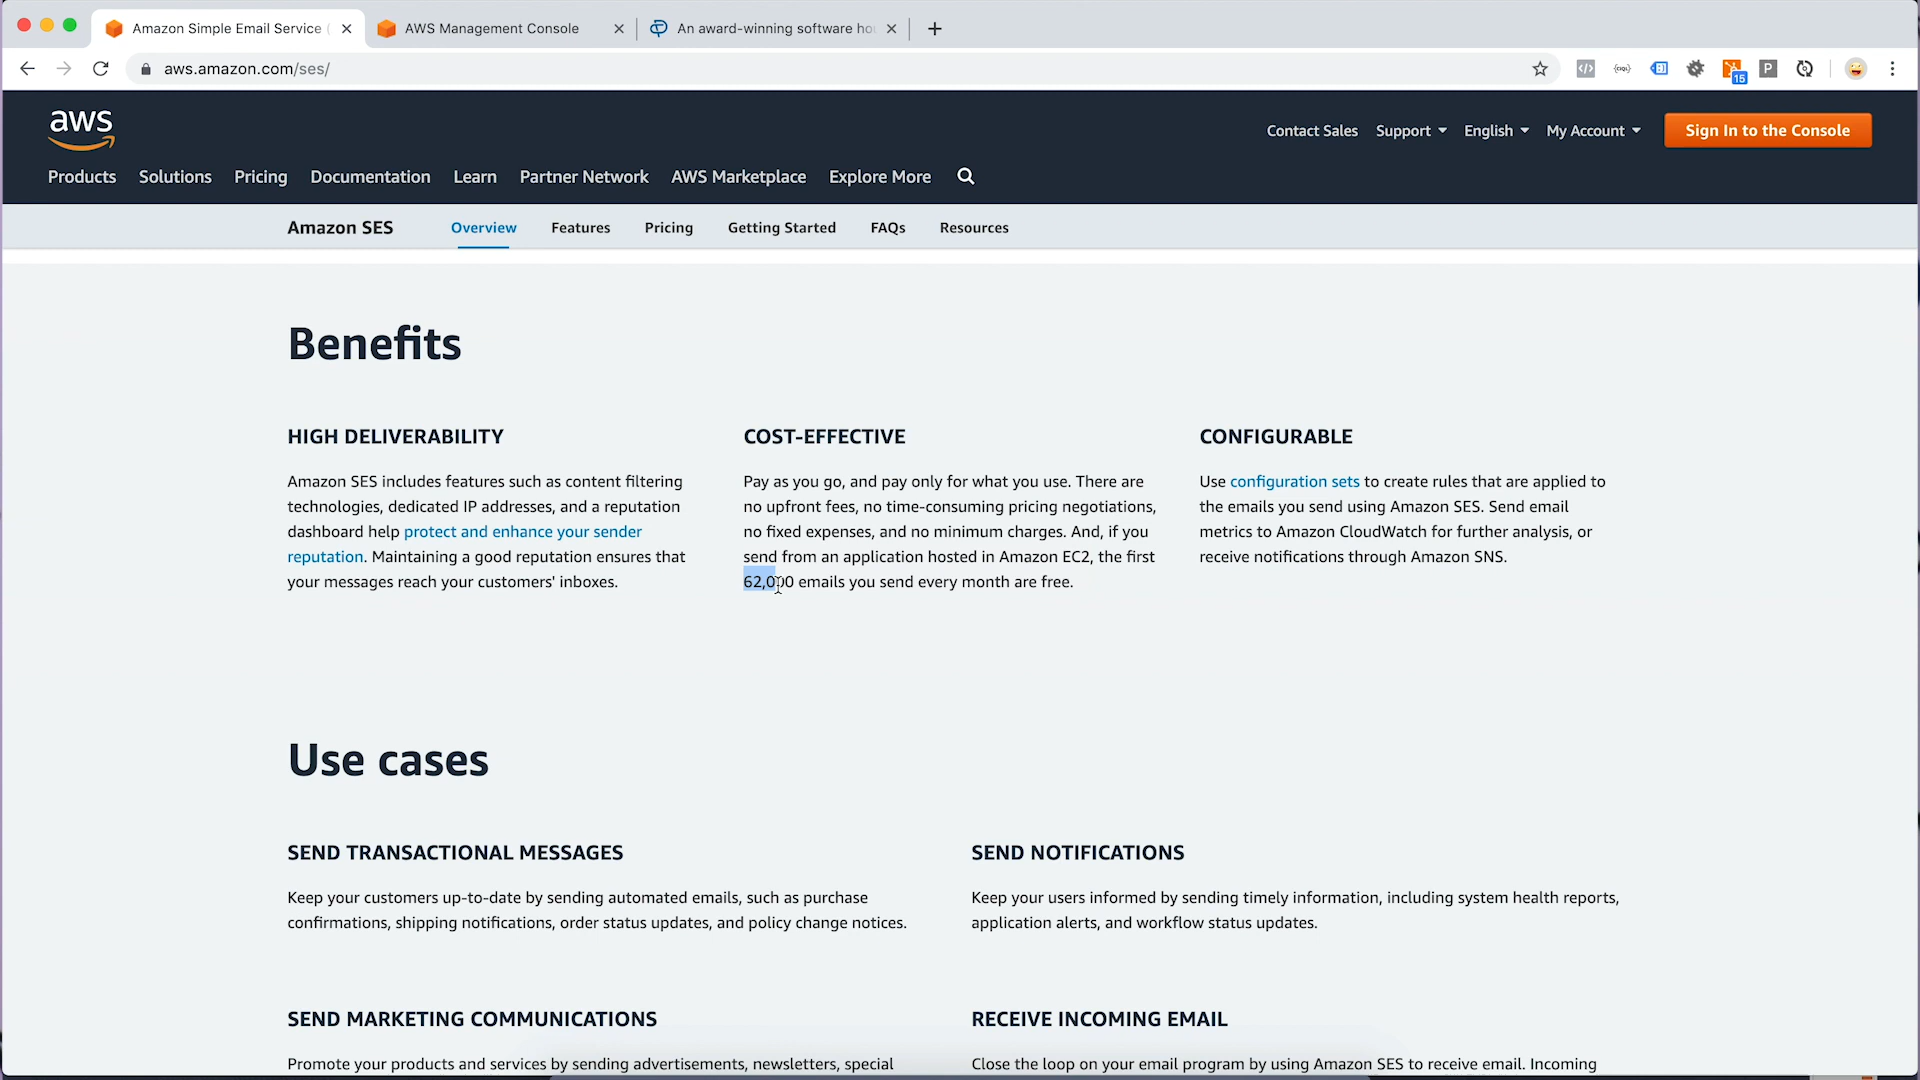 Amazon Simple Email Service (
AWS Management Console
An award-winning software hou
aws.amazon.com/ses/
15
P
aws
Contact Sales
Support
English
My Account
Sign In to the Console
Products
Solutions
Pricing
Documentation
Learn
Partner Network
AWS Marketplace
Explore More
Amazon SES
Overview
Features
Pricing
Getting Started
FAQs
Resources
Benefits
HIGH DELIVERABILITY
Amazon SES includes features such as content filtering
technologies, dedicated IP addresses, and a reputation
dashboard help protect and enhance your sender
reputation. Maintaining a good reputation ensures that
your messages reach your customers' inboxes.
COST-EFFECTIVE
Pay as you go, and pay only for what you use. There are
no upfront fees, no time-consuming pricing negotiations,
no fixed expenses, and no minimum charges. And, if you
send from an application hosted in Amazon EC2, the first
62,000 emails you send every month are free.
CONFIGURABLE
Use configuration sets to create rules that are applied to
the emails you send using Amazon SES. Send email
metrics to Amazon CloudWatch for further analysis, or
receive notifications through Amazon SNS.
Use cases
SEND TRANSACTIONAL MESSAGES
Keep your customers up-to-date by sending automated emails, such as purchase
confirmations, shipping notifications, order status updates, and policy change notices.
SEND NOTIFICATIONS
Keep your users informed by sending timely information, including system health reports,
application alerts, and workflow status updates.
SEND MARKETING COMMUNICATIONS
Promote your products and services by sending advertisements, newsletters, special
RECEIVE INCOMING EMAIL
Close the loop on your email program by using Amazon SES to receive email. Incoming